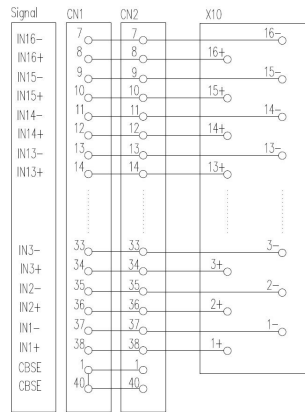 Signal CN1 CN2 X10
IN16- 7 7 16-
IN16+ 8 8 16+
IN15- 9 9 15-
IN15+ 10 10 15+
IN14- 11 11 14-
IN14+ 12 12 14+
IN13- 13 13 13-
IN13+ 14 14 13+
IN3- 33 33 3-
IN3+ 34 34 3+
IN2- 35 35 2-
IN2+ 36 36 2+
IN1- 37 37 1-
IN1+ 38 38 1+
CBSE 1 1
CBSE 40 40